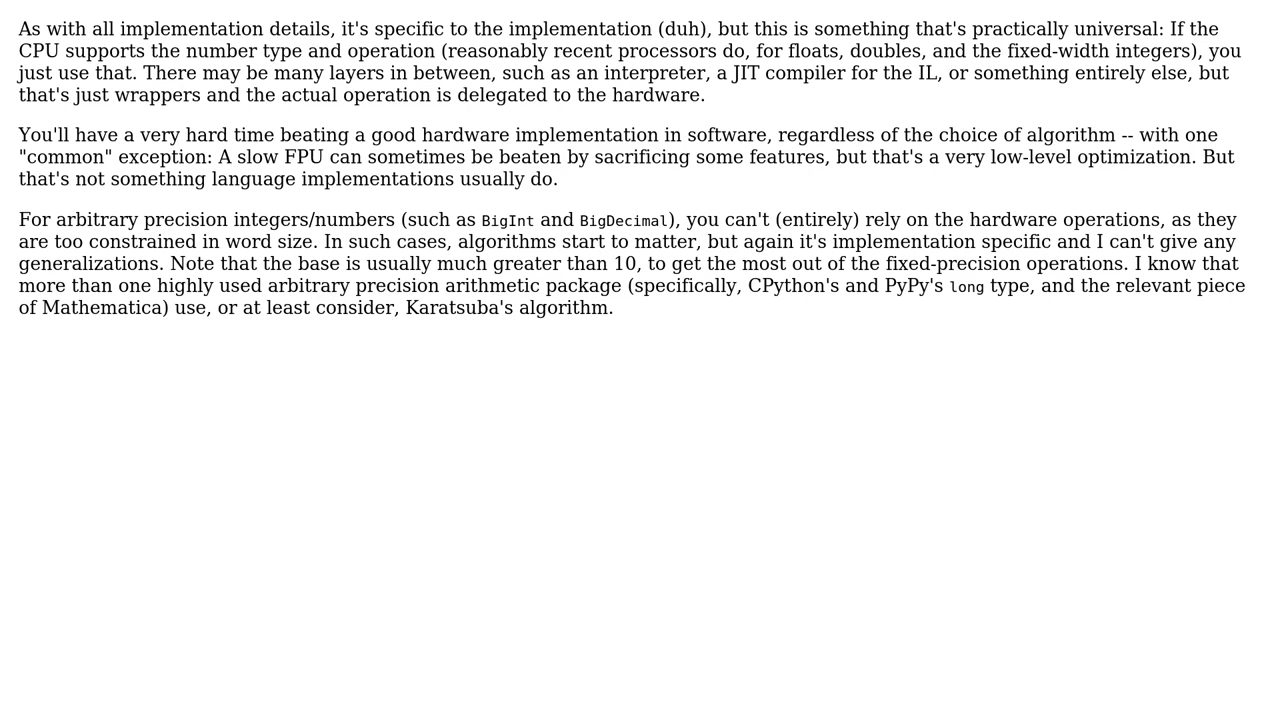 As with all implementation details, it's specific to the implementation (duh), but this is something that's practically universal: If the
CPU supports the number type and operation (reasonably recent processors do, for floats, doubles, and the fixed-width integers), you
just use that. There may be many layers in between, such as an interpreter, a JIT compiler for the IL, or something entirely else, but
that's just wrappers and the actual operation is delegated to the hardware.
You'll have a very hard time beating a good hardware implementation in software, regardless of the choice of algorithm -- with one
"common" exception: A slow FPU can sometimes be beaten by sacrificing some features, but that's a very low-level optimization. But
that's not something language implementations usually do.
For arbitrary precision integers/numbers (such as BigInt and BigDecimal), you can't (entirely) rely on the hardware operations, as they
are too constrained in word size. In such cases, algorithms start to matter, but again it's implementation specific and I can't give any
generalizations. Note that the base is usually much greater than 10, to get the most out of the fixed-precision operations. I know that
more than one highly used arbitrary precision arithmetic package (specifically, CPython's and PyPy's long type, and the relevant piece
of Mathematica) use, or at least consider, Karatsuba's algorithm.